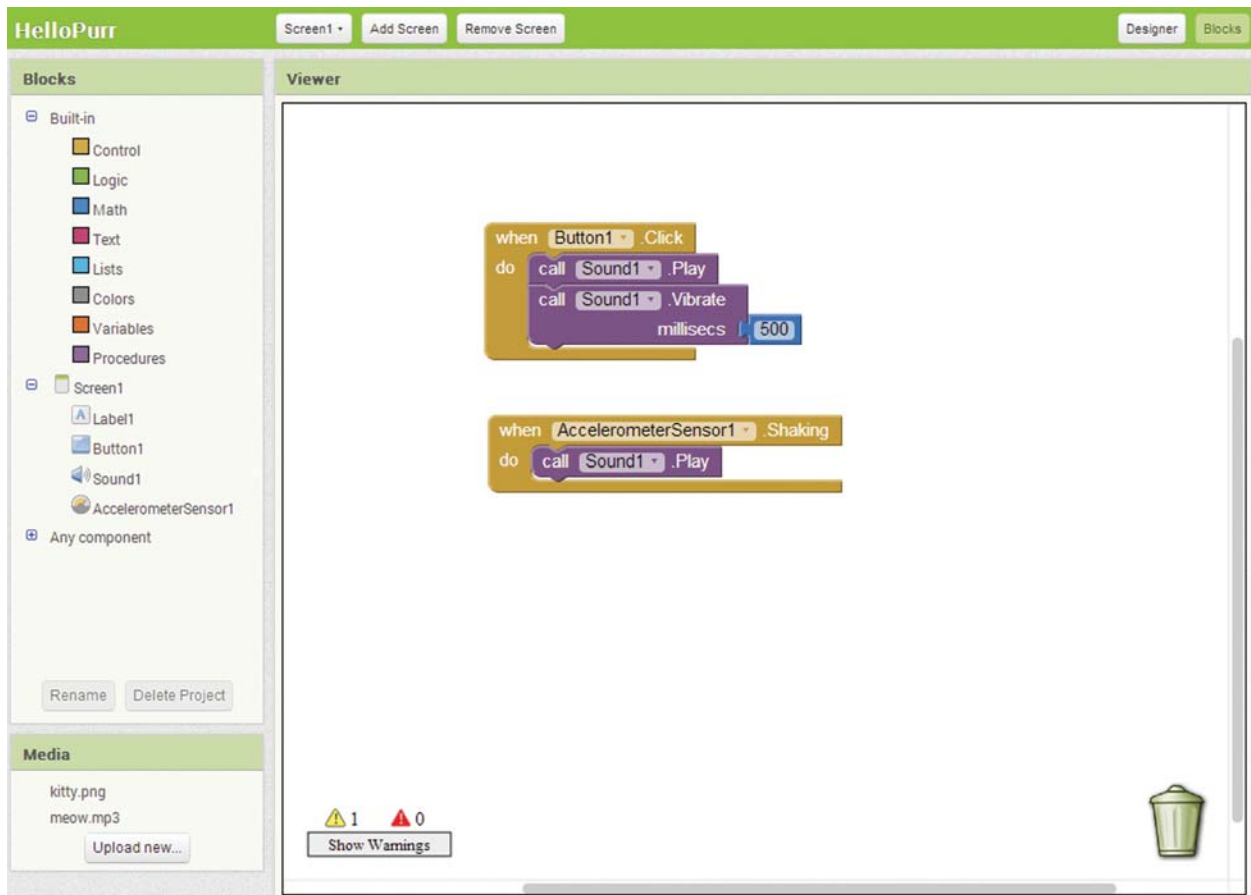 HelloPurr
Screen1
Add Screen
Remove Screen
Designer
Blocks
Blocks
Built-in
Control
Logic
Math
Text
Lists
Colors
Variables
Procedures
Screen1
A Label1
Button1
Sound1
AccelerometerSensor1
Any component
Rename
Delete Project
Media
kitty.png
meow.mp3
Upload new...
Viewer
when Button1 .Click
do call Sound1 .Play
call Sound1 .Vibrate
millisecs 500
when AccelerometerSensor1 .Shaking
do call Sound1 .Play
1 0
Show Warnings